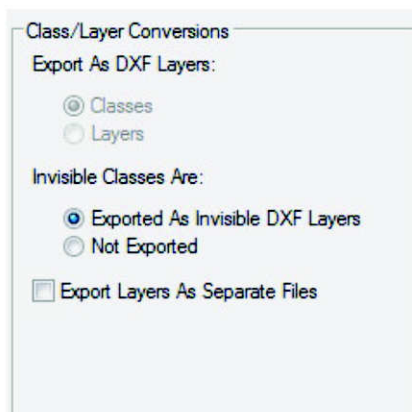 Class/Layer Conversions
Export As DXF Layers:
Classes
Layers
Invisible Classes Are:
Exported As Invisible DXF Layers
Not Exported
Export Layers As Separate Files